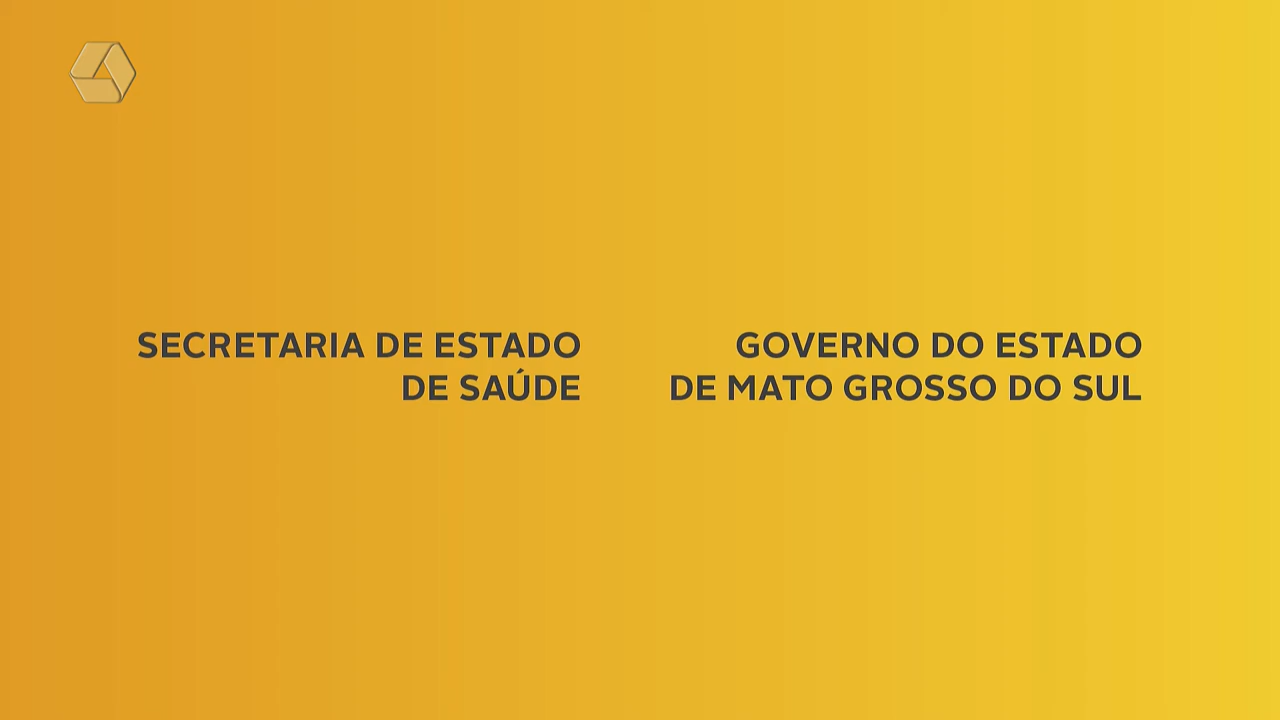 SECRETARIA DE ESTADO
DE SAÚDE
GOVERNO DO ESTADO
DE MATO GROSSO DO SUL